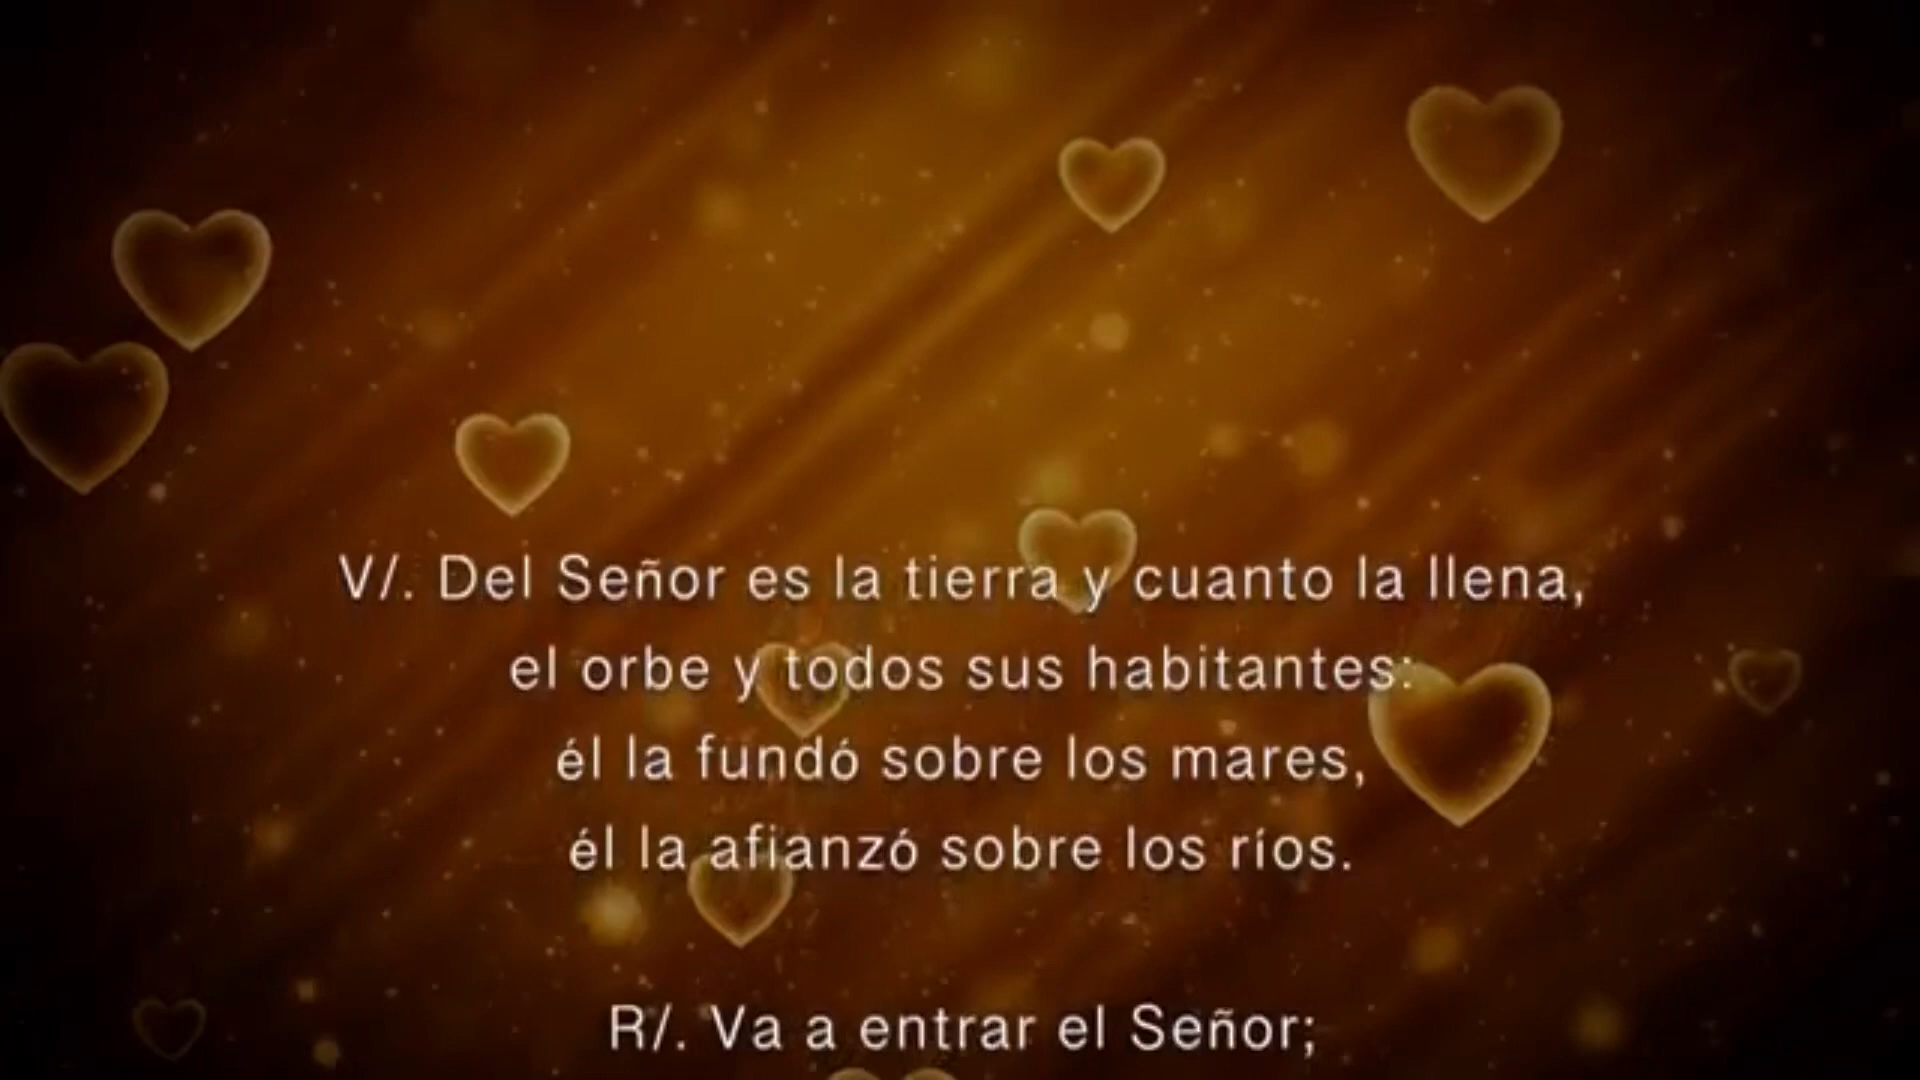 V/. Del Señor es la tierra y cuanto la llena,
el orbe y todos sus habitantes:
él la fundó sobre los mares,
él la afianzó sobre los ríos.
R/. Va a entrar el Señor;